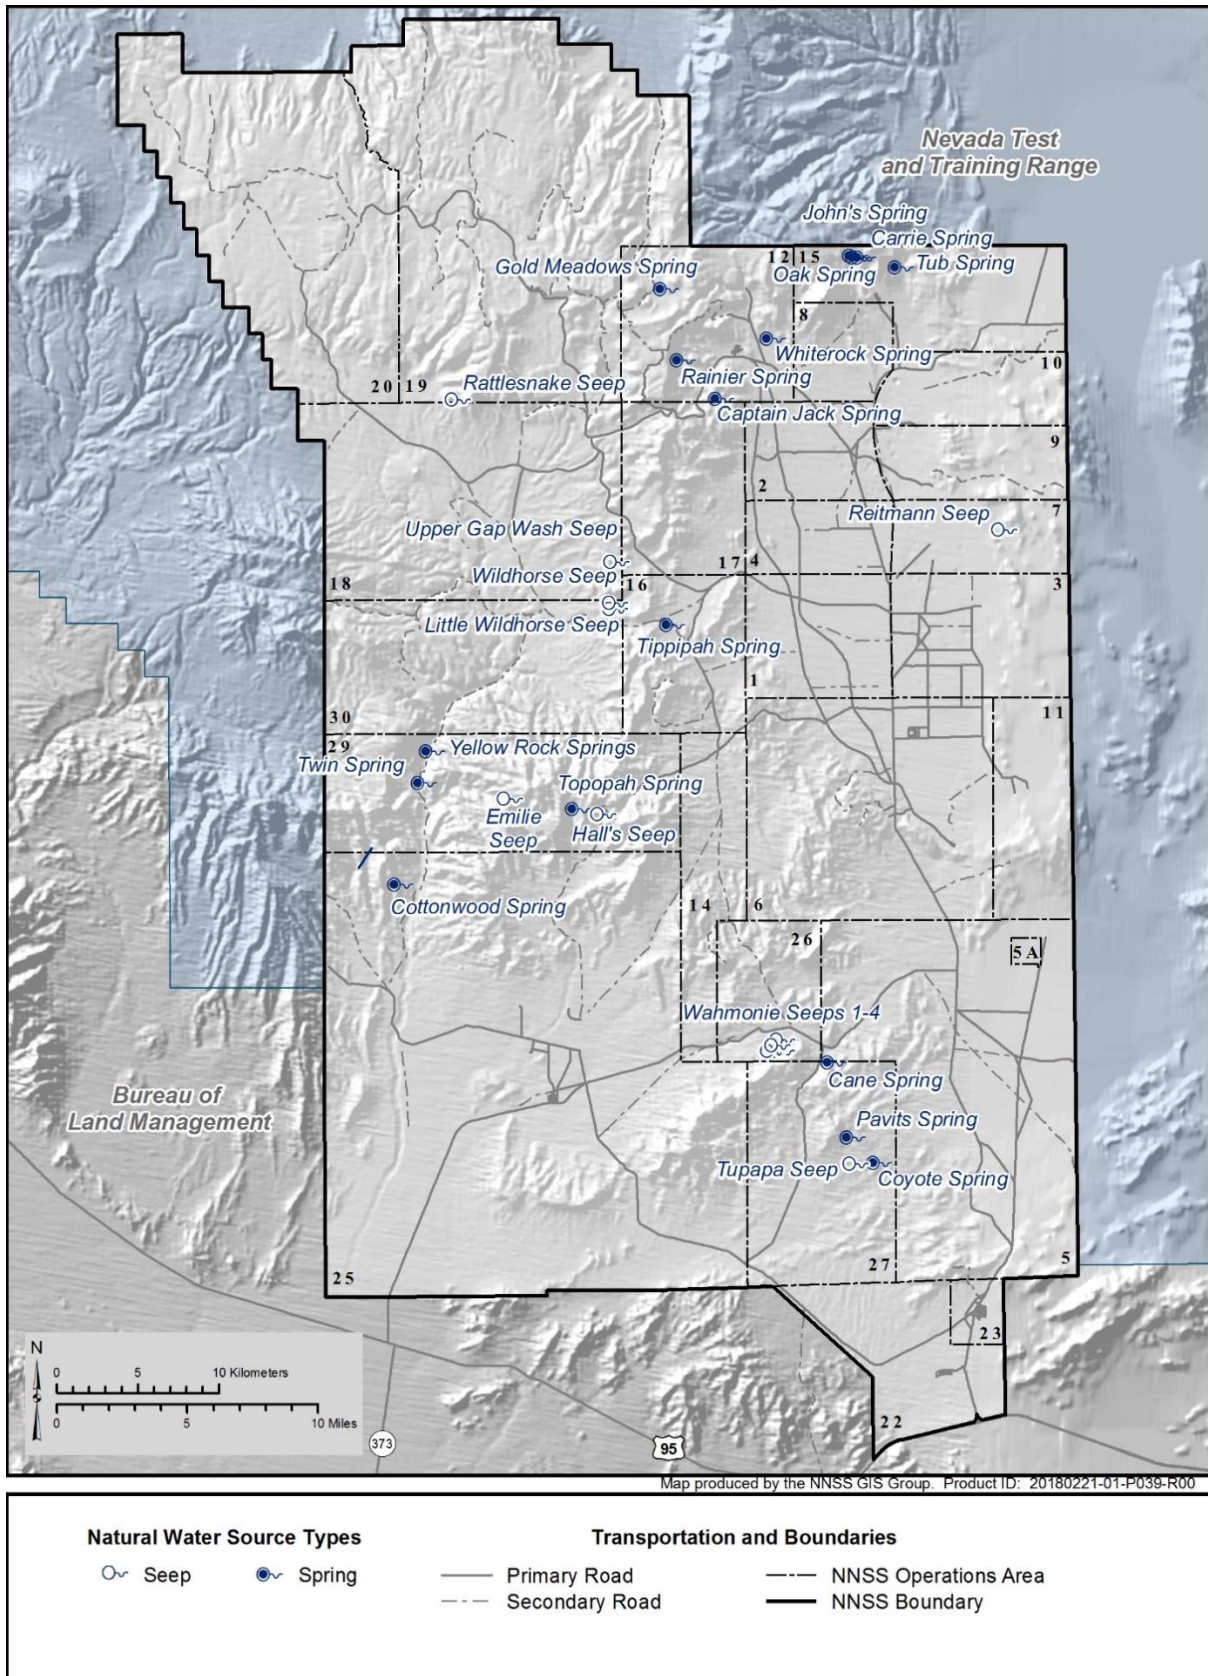 Nevada Test
and Training Range
John's Spring
Carrie Spring
12
15
Oak Spring
Tub Spring
Gold Meadows Spring
8
Whiterock Spring
10
Rainier Spring
20
19
Rattlesnake Seep
Captain Jack Spring
9
2
Reitmann Seep
7
Upper Gap Wash Seep
17
4
18
Wildhorse Seep
16
3
Little Wildhorse Seep
Tippipah Spring
1
11
30
29
Yellow Rock Springs
Twin Spring
Topopah Spring
Emilie
Seep
Hall's Seep
Cottonwood Spring
14
6
26
5A
Wahmonie Seeps 1-4
Cane Spring
Bureau of
Land Management
Pavits Spring
Tupapa Seep
Coyote Spring
25
27
5
23
N
0 5 10 Kilometers
0 5 10 Miles
373
95
22
Map produced by the NNSS GIS Group. Product ID: 20180221-01-P039-R00
Natural Water Source Types
Seep
Spring
Transportation and Boundaries
Primary Road
Secondary Road
NNSS Operations Area
NNSS Boundary